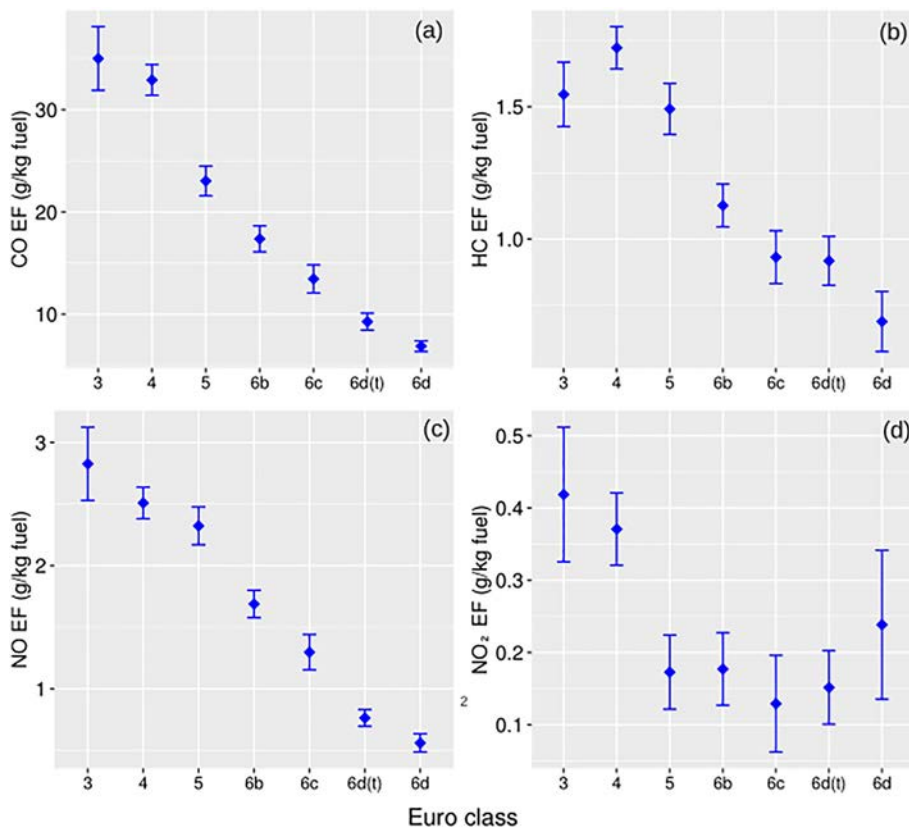 (a)
CO EF (g/kg fuel)
30
20
10
3 4 5 6b 6c 6d(t) 6d
(b)
HC EF (g/kg fuel)
1.5
1.0
3 4 5 6b 6c 6d(t) 6d
(c)
NO EF (g/kg fuel)
3
2
1
3 4 5 6b 6c 6d(t) 6d
2
(d)
NO₂ EF (g/kg fuel)
0.5
0.4
0.3
0.2
0.1
3 4 5 6b 6c 6d(t) 6d
Euro class